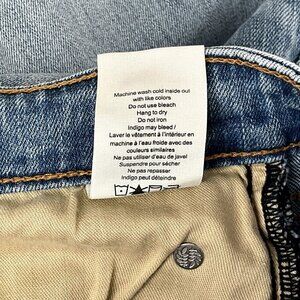 Machine wash cold inside out
with like colors
Do not use bleach
Hang to dry
Do not iron
Indigo may bleed /
Laver le vêtement à l'envers en
machine à l'eau froide avec des
couleurs similaires
Ne pas utiliser d'eau de javel
Suspendre et sécher
Ne pas repasser
Indigo peut déteindre